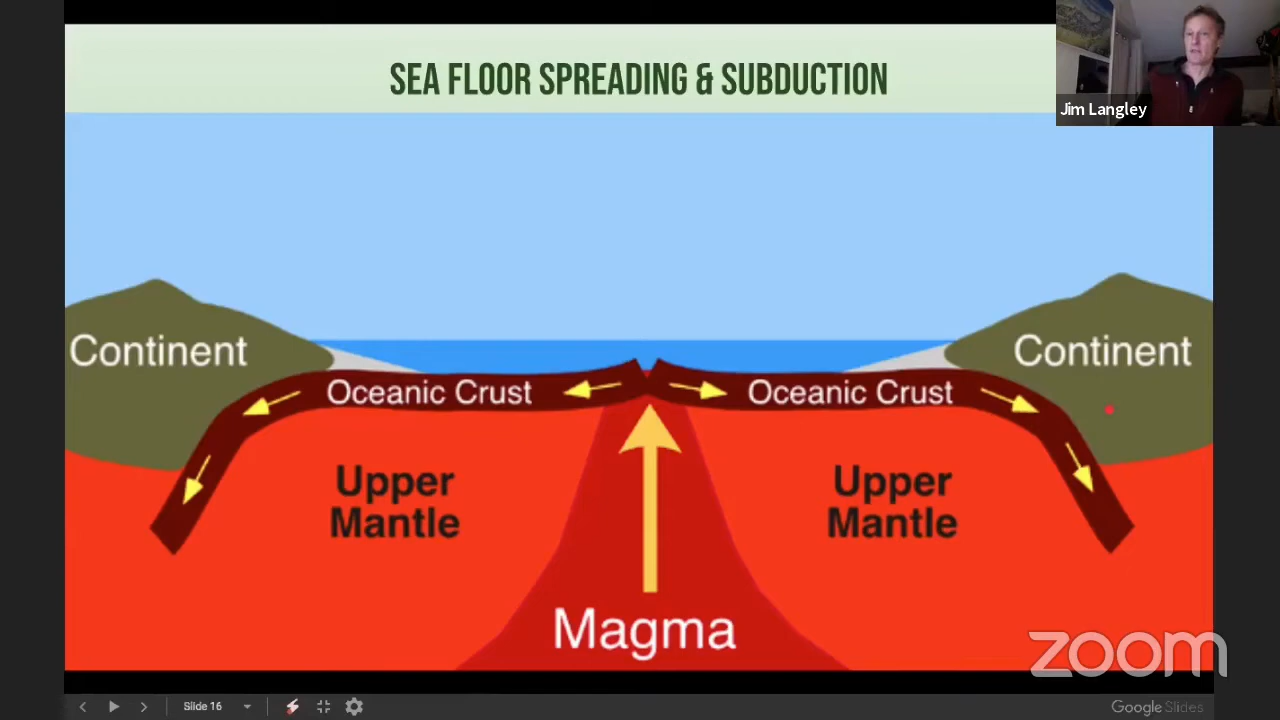 SEA FLOOR SPREADING & SUBDUCTION
Jim Langley
Continent
Continent
Oceanic Crust
Oceanic Crust
Upper
Mantle
Upper
Mantle
Magma
zoom
Slide 16
Google Slides